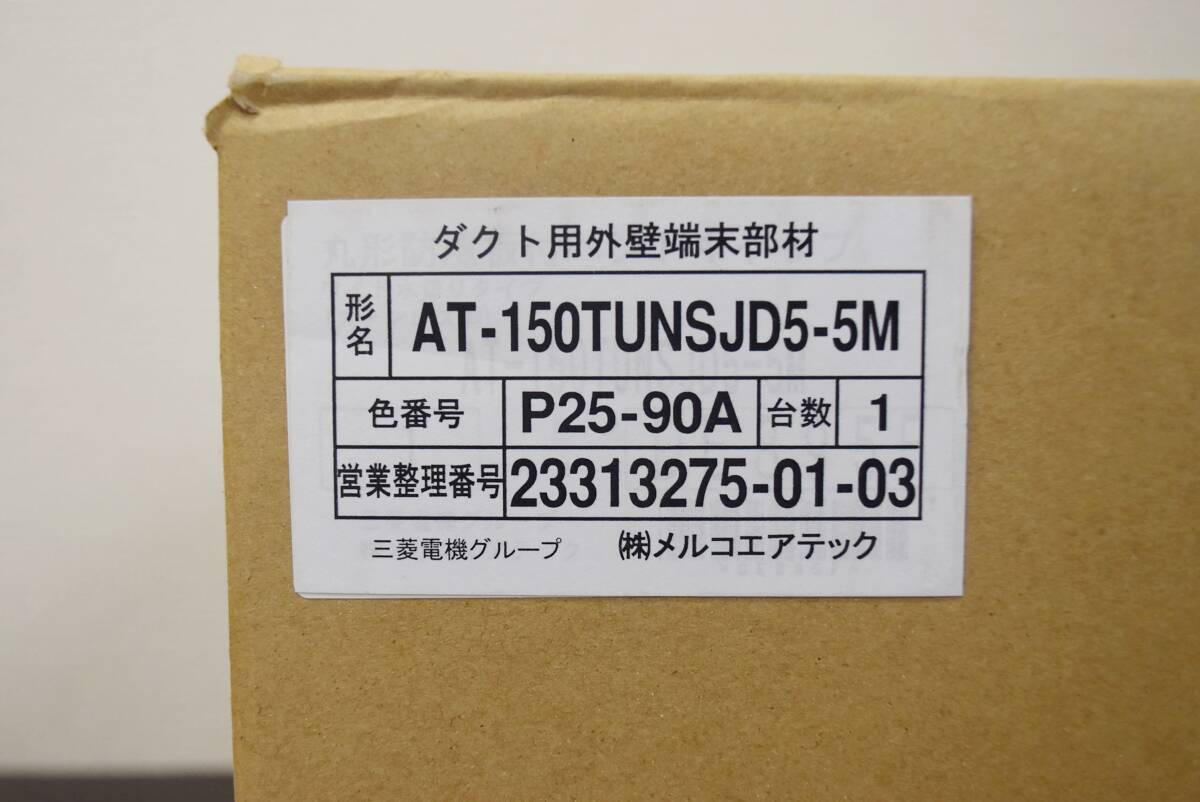 ダクト用外壁端末部材
形名 AT-150TUNSJD5-5M
色番号 P25-90A 台数 1
営業整理番号 23313275-01-03
三菱電機グループ ㈱メルコエアテック